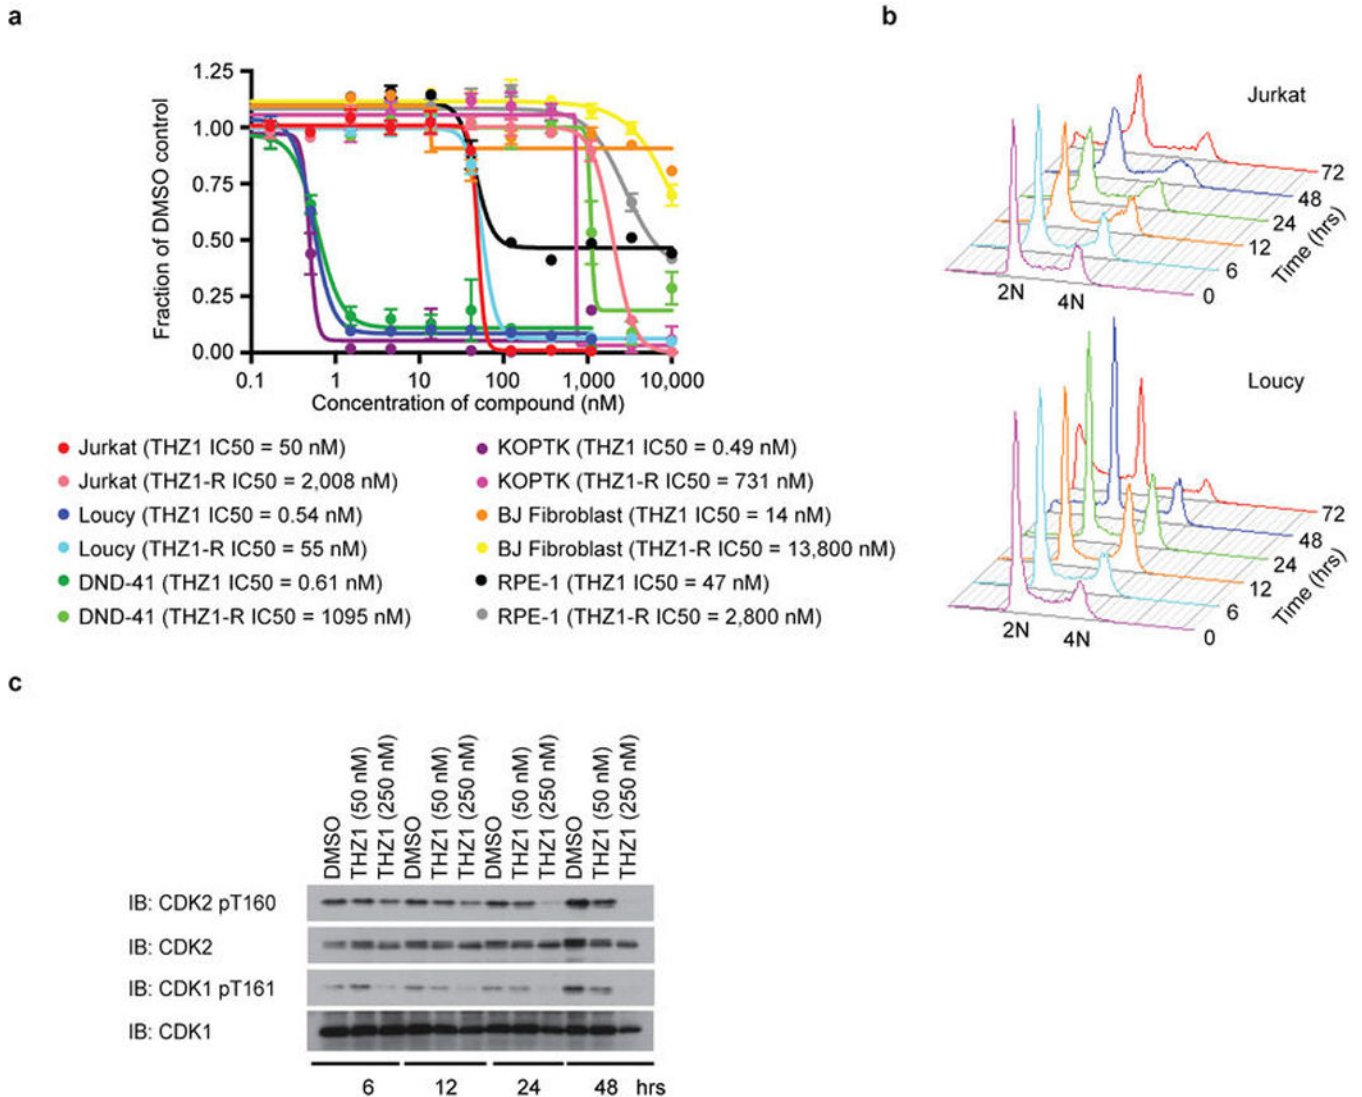 a
1.25
1.00
0.75
0.50
0.25
0.00
Fraction of DMSO control
0.1 1 10 100 1,000 10,000
Concentration of compound (nM)
Jurkat (THZ1 IC50 = 50 nM)
Jurkat (THZ1-R IC50 = 2,008 nM)
Loucy (THZ1 IC50 = 0.54 nM)
Loucy (THZ1-R IC50 = 55 nM)
DND-41 (THZ1 IC50 = 0.61 nM)
DND-41 (THZ1-R IC50 = 1095 nM)
KOPTK (THZ1 IC50 = 0.49 nM)
KOPTK (THZ1-R IC50 = 731 nM)
BJ Fibroblast (THZ1 IC50 = 14 nM)
BJ Fibroblast (THZ1-R IC50 = 13,800 nM)
RPE-1 (THZ1 IC50 = 47 nM)
RPE-1 (THZ1-R IC50 = 2,800 nM)
b
Jurkat
72
48
24
12
6
0
Time (hrs)
2N 4N
Loucy
72
48
24
12
6
0
Time (hrs)
2N 4N
c
DMSO
THZ1 (50 nM)
THZ1 (250 nM)
DMSO
THZ1 (50 nM)
THZ1 (250 nM)
DMSO
THZ1 (50 nM)
THZ1 (250 nM)
DMSO
THZ1 (50 nM)
THZ1 (250 nM)
IB: CDK2 pT160
IB: CDK2
IB: CDK1 pT161
IB: CDK1
6 12 24 48 hrs